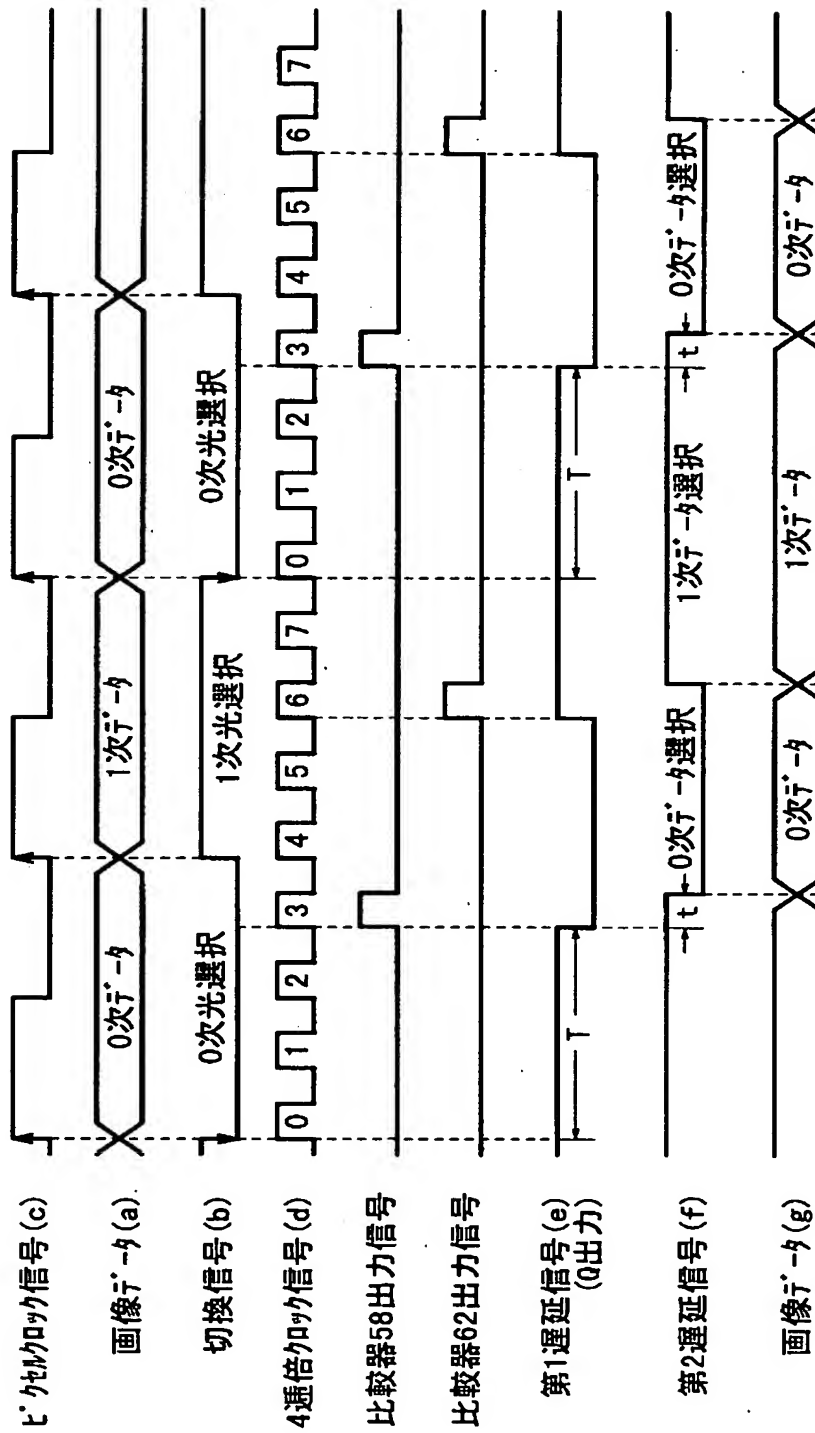 ピクセルクロック信号(c)
画像データ(a)
0次データ
1次データ
0次データ
切換信号(b)
0次光選択
1次光選択
0次光選択
4逓倍クロック信号(d)
0 1 2 3 4 5 6 7 0 1 2 3 4 5 6 7
比較器58出力信号
比較器62出力信号
第1遅延信号(e)
(Q出力)
T
T
第2遅延信号(f)
t
0次データ選択
1次データ選択
t
0次データ選択
画像データ(g)
0次データ
1次データ
0次データ